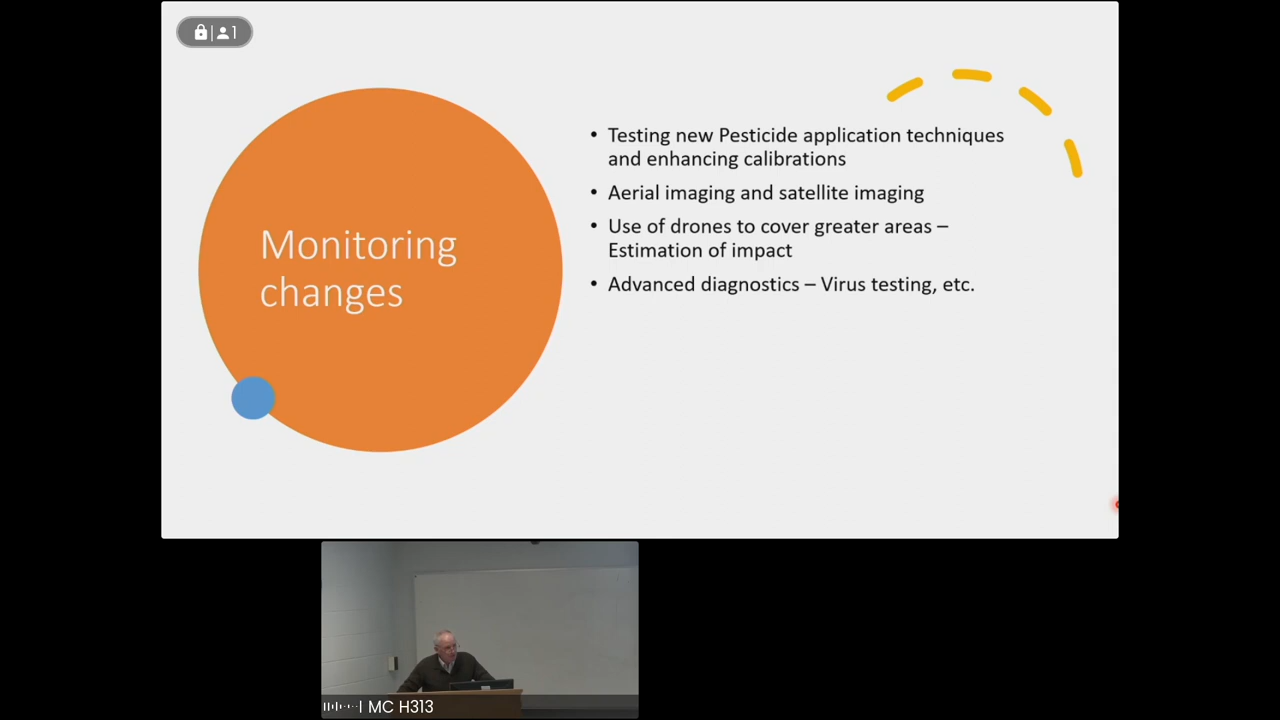 1
Monitoring
changes
• Testing new Pesticide application techniques
and enhancing calibrations
• Aerial imaging and satellite imaging
• Use of drones to cover greater areas –
Estimation of impact
• Advanced diagnostics – Virus testing, etc.
MC H313